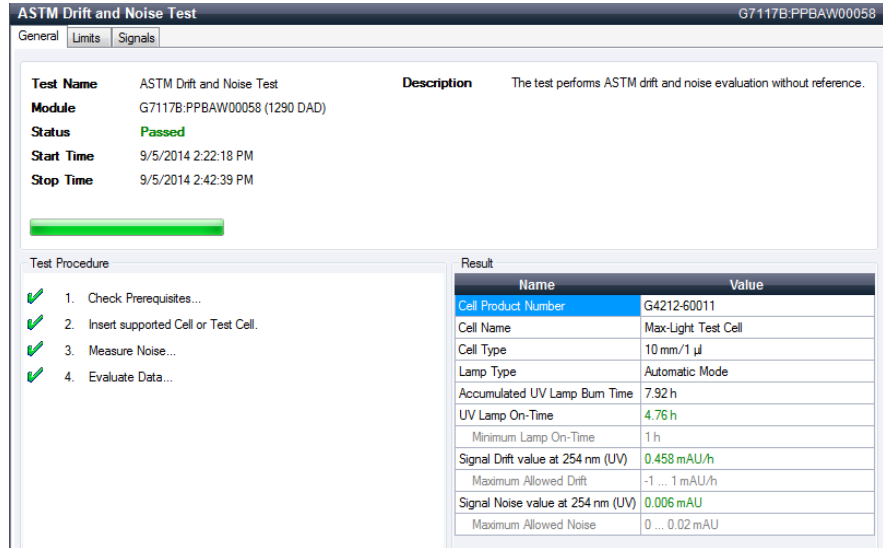 ASTM Drift and Noise Test G7117B:PPBAW00058
General Limits Signals
Test Name ASTM Drift and Noise Test Description The test performs ASTM drift and noise evaluation without reference.
Module G7117B:PPBAW00058 (1290 DAD)
Status Passed
Start Time 9/5/2014 2:22:18 PM
Stop Time 9/5/2014 2:42:39 PM
Test Procedure
1. Check Prerequisites...
2. Insert supported Cell or Test Cell.
3. Measure Noise...
4. Evaluate Data...
Result
Name Value
Cell Product Number G4212-60011
Cell Name Max-Light Test Cell
Cell Type 10 mm/1 µl
Lamp Type Automatic Mode
Accumulated UV Lamp Burn Time 7.92 h
UV Lamp On-Time 4.76 h
Minimum Lamp On-Time 1 h
Signal Drift value at 254 nm (UV) 0.458 mAU/h
Maximum Allowed Drift -1 ... 1 mAU/h
Signal Noise value at 254 nm (UV) 0.006 mAU
Maximum Allowed Noise 0 ... 0.02 mAU